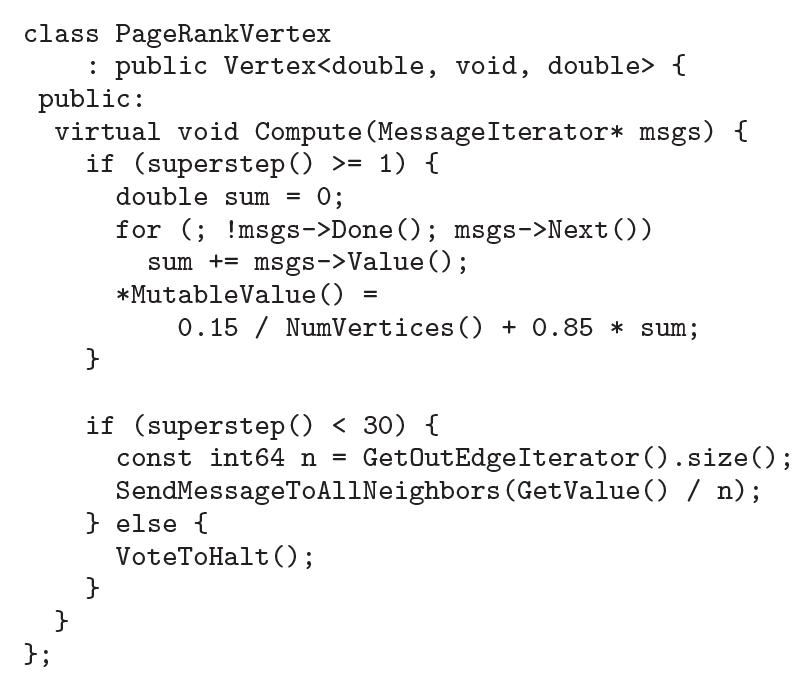 class PageRankVertex
    : public Vertex<double, void, double> {
 public:
  virtual void Compute(MessageIterator* msgs) {
    if (superstep() >= 1) {
      double sum = 0;
      for (; !msgs->Done(); msgs->Next())
        sum += msgs->Value();
      *MutableValue() =
          0.15 / NumVertices() + 0.85 * sum;
    }

    if (superstep() < 30) {
      const int64 n = GetOutEdgeIterator().size();
      SendMessageToAllNeighbors(GetValue() / n);
    } else {
      VoteToHalt();
    }
  }
};